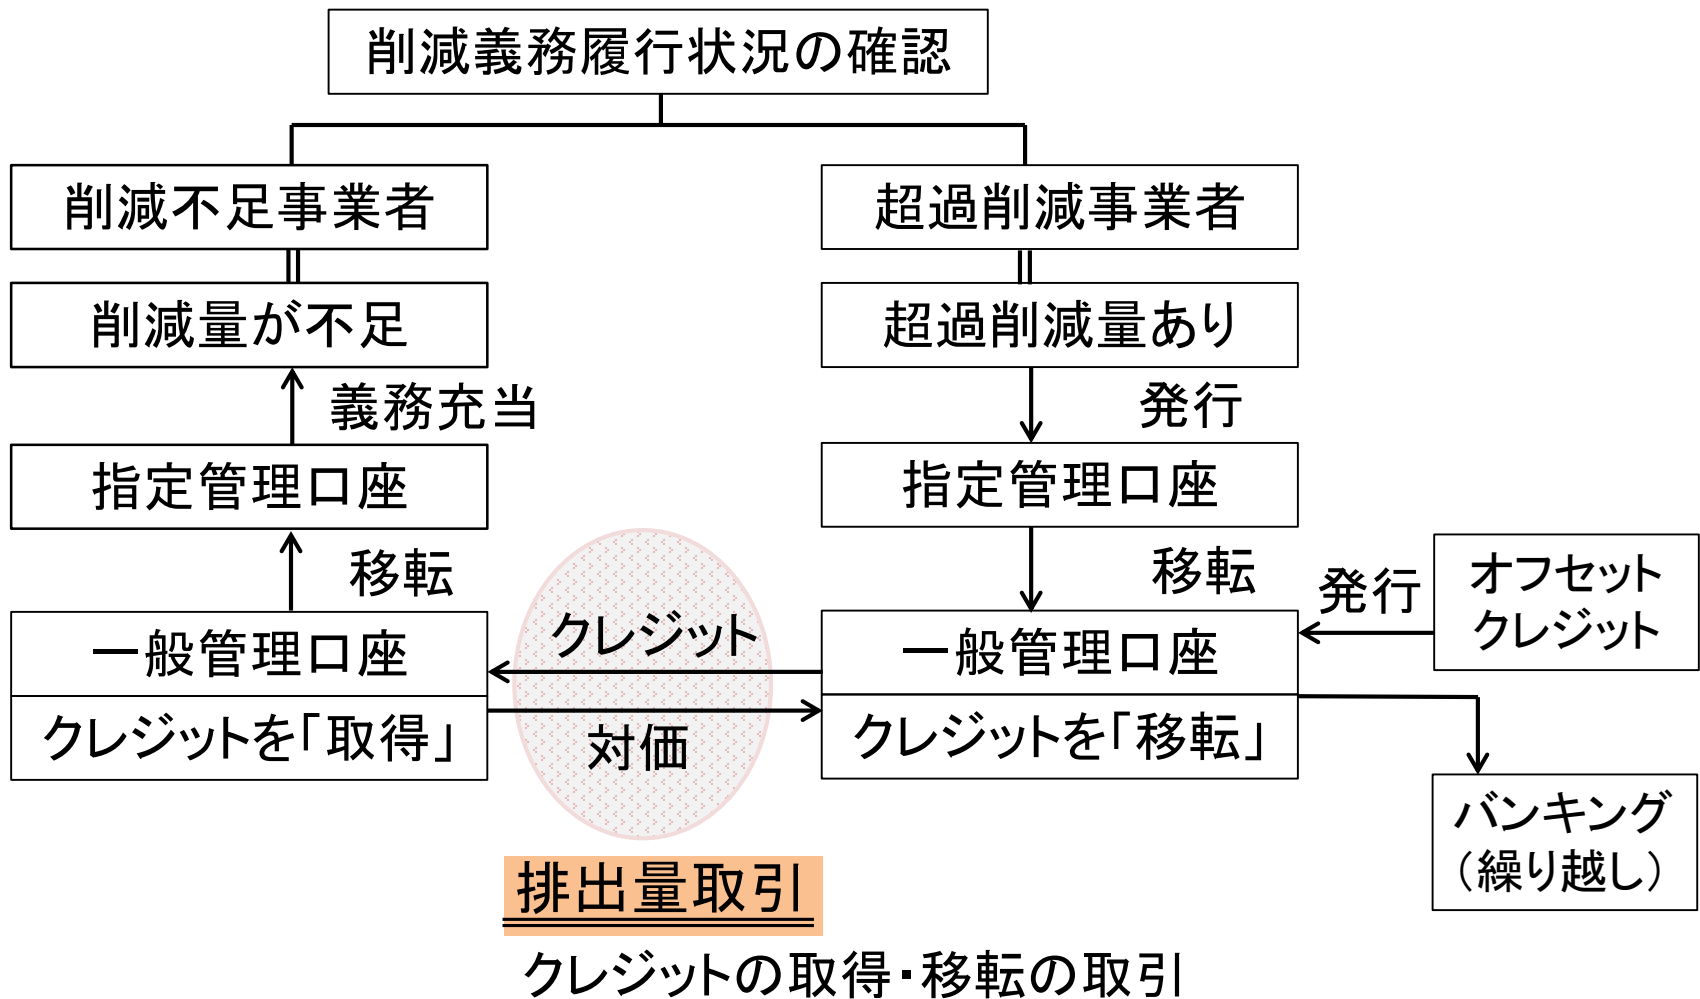 削減義務履行状況の確認
削減不足事業者
超過削減事業者
削減量が不足
超過削減量あり
義務充当
発行
指定管理口座
指定管理口座
移転
移転
発行
オフセット
クレジット
一般管理口座
クレジット
一般管理口座
クレジットを「取得」
対価
クレジットを「移転」
バンキング
（繰り越し）
排出量取引
クレジットの取得・移転の取引